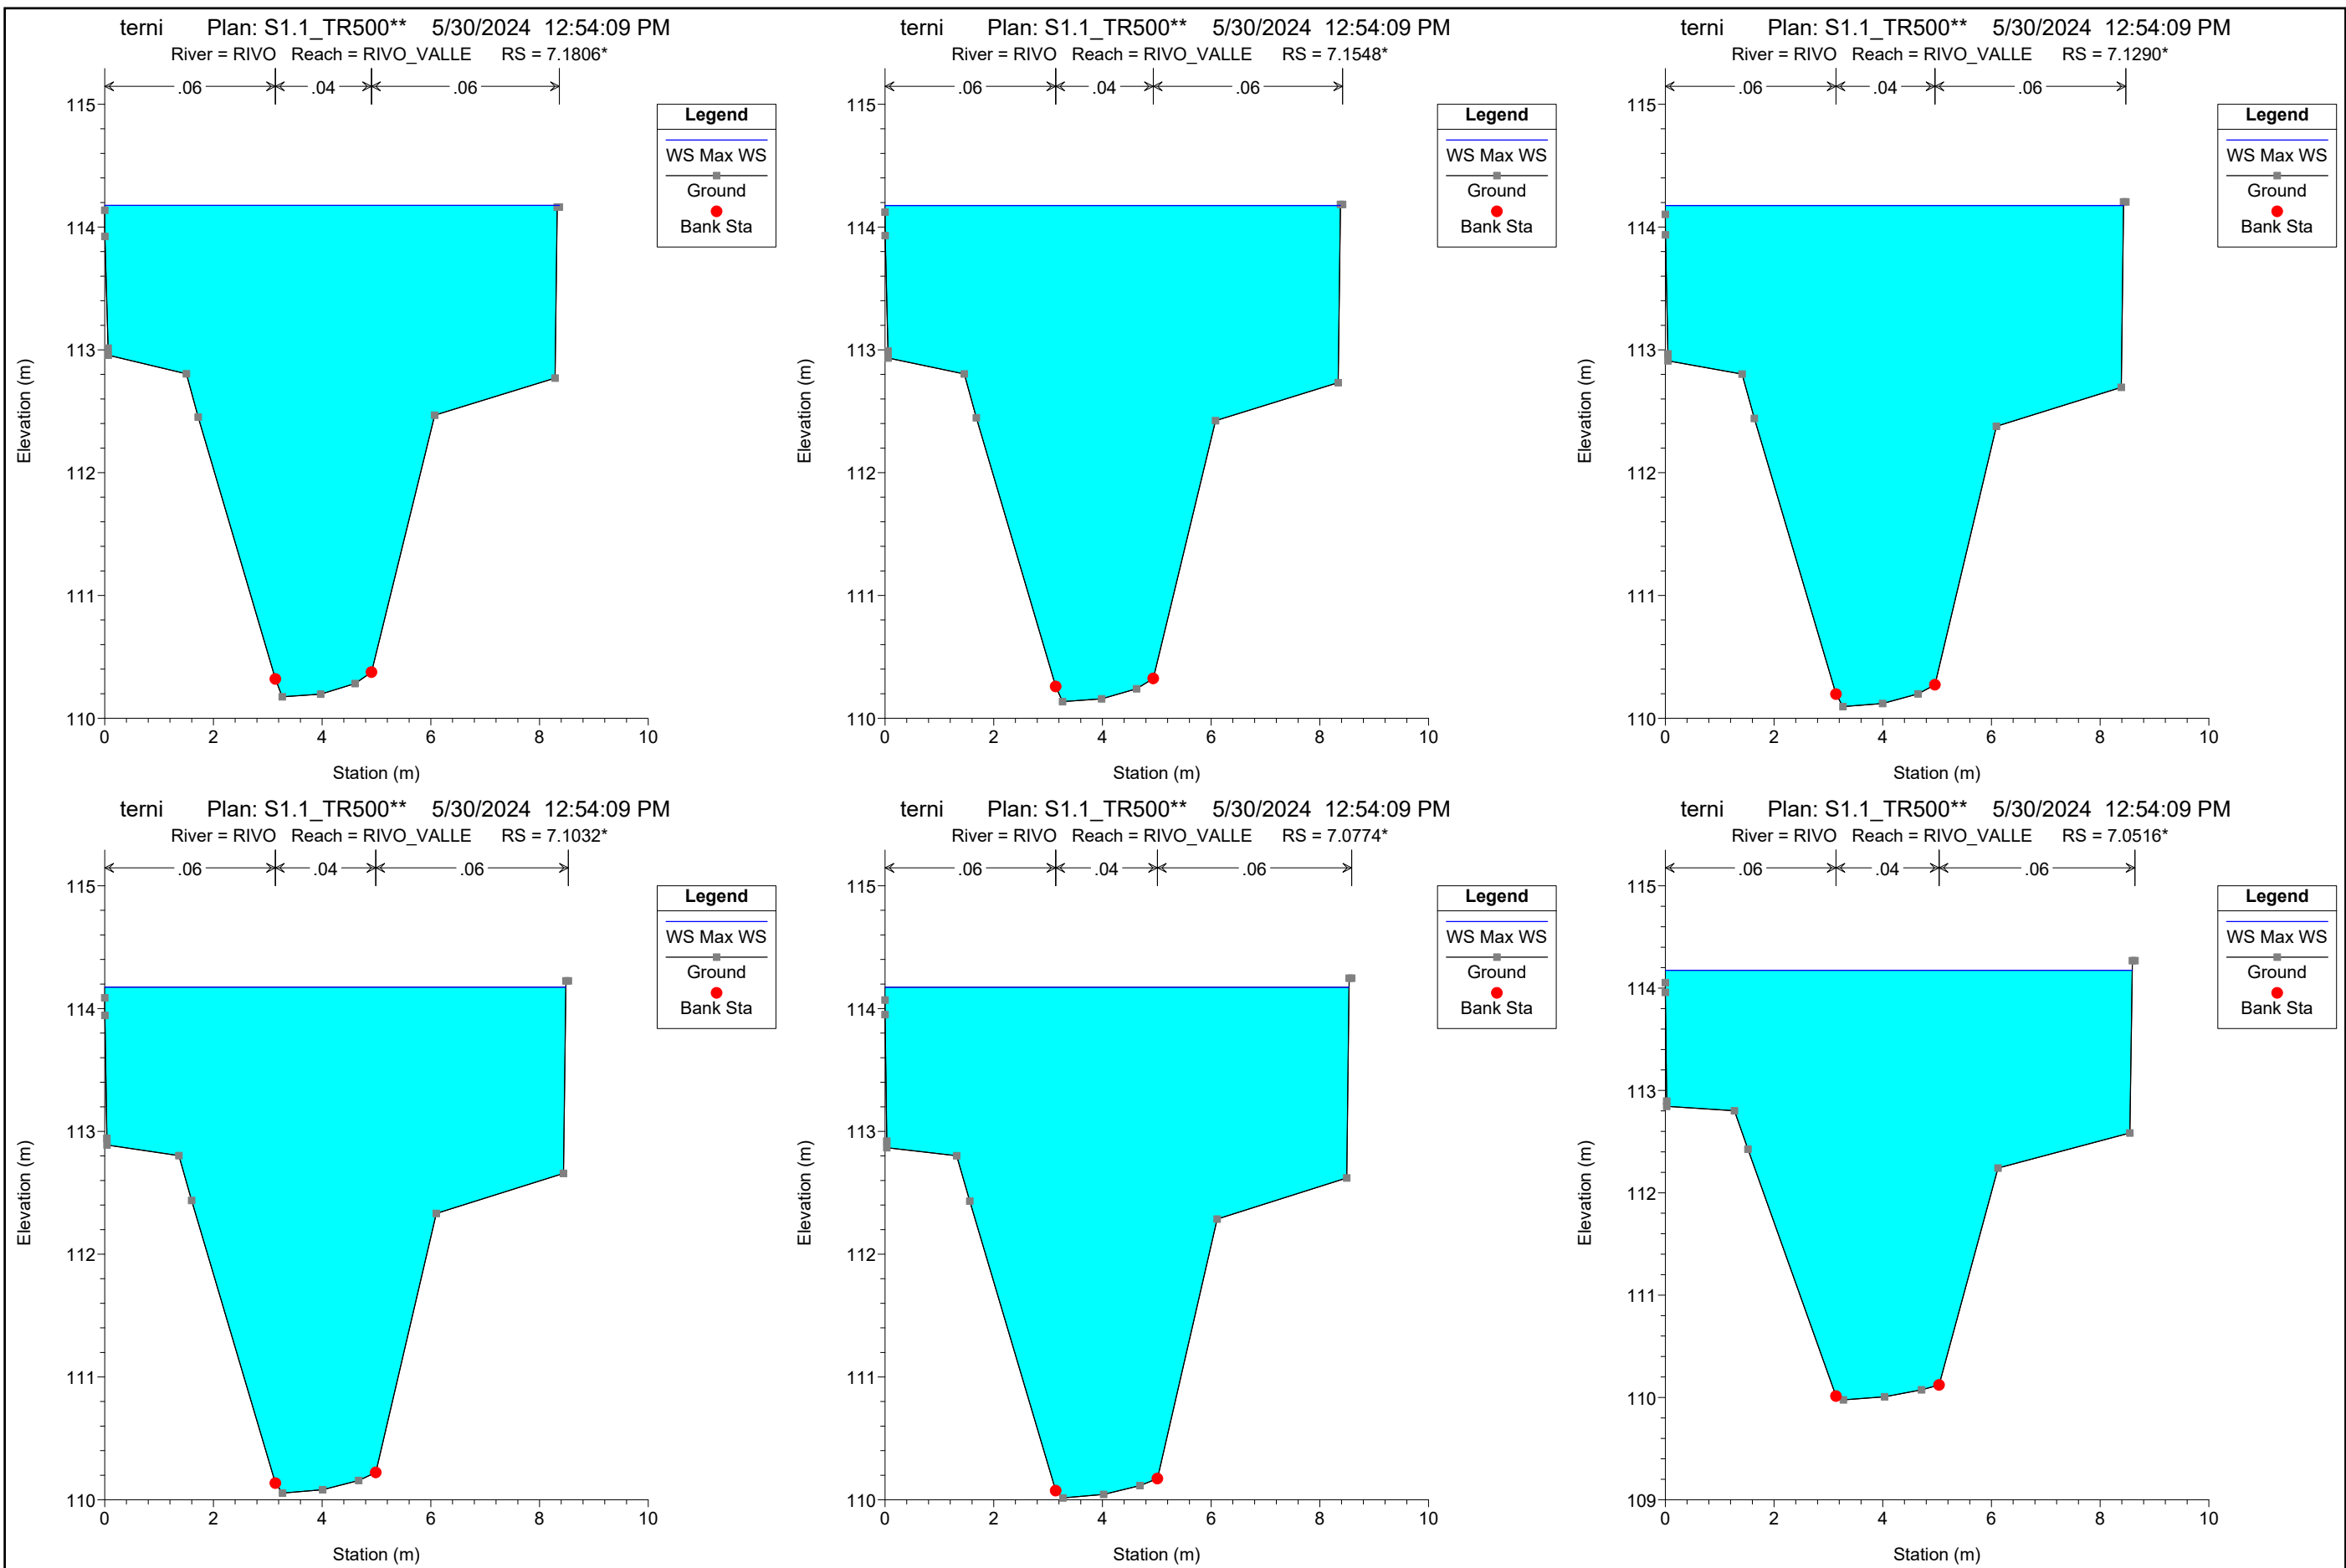 terni Plan: S1.1_TR500** 5/30/2024 12:54:09 PM
River = RIVO Reach = RIVO_VALLE RS = 7.1806*
.06 .04 .06
Legend
WS Max WS
Ground
Bank Sta
115
114
113
112
111
110
Elevation (m)
0 2 4 6 8 10
Station (m)
terni Plan: S1.1_TR500** 5/30/2024 12:54:09 PM
River = RIVO Reach = RIVO_VALLE RS = 7.1548*
.06 .04 .06
Legend
WS Max WS
Ground
Bank Sta
115
114
113
112
111
110
Elevation (m)
0 2 4 6 8 10
Station (m)
terni Plan: S1.1_TR500** 5/30/2024 12:54:09 PM
River = RIVO Reach = RIVO_VALLE RS = 7.1290*
.06 .04 .06
Legend
WS Max WS
Ground
Bank Sta
115
114
113
112
111
110
Elevation (m)
0 2 4 6 8 10
Station (m)
terni Plan: S1.1_TR500** 5/30/2024 12:54:09 PM
River = RIVO Reach = RIVO_VALLE RS = 7.1032*
.06 .04 .06
Legend
WS Max WS
Ground
Bank Sta
115
114
113
112
111
110
Elevation (m)
0 2 4 6 8 10
Station (m)
terni Plan: S1.1_TR500** 5/30/2024 12:54:09 PM
River = RIVO Reach = RIVO_VALLE RS = 7.0774*
.06 .04 .06
Legend
WS Max WS
Ground
Bank Sta
115
114
113
112
111
110
Elevation (m)
0 2 4 6 8 10
Station (m)
terni Plan: S1.1_TR500** 5/30/2024 12:54:09 PM
River = RIVO Reach = RIVO_VALLE RS = 7.0516*
.06 .04 .06
Legend
WS Max WS
Ground
Bank Sta
115
114
113
112
111
110
109
Elevation (m)
0 2 4 6 8 10
Station (m)